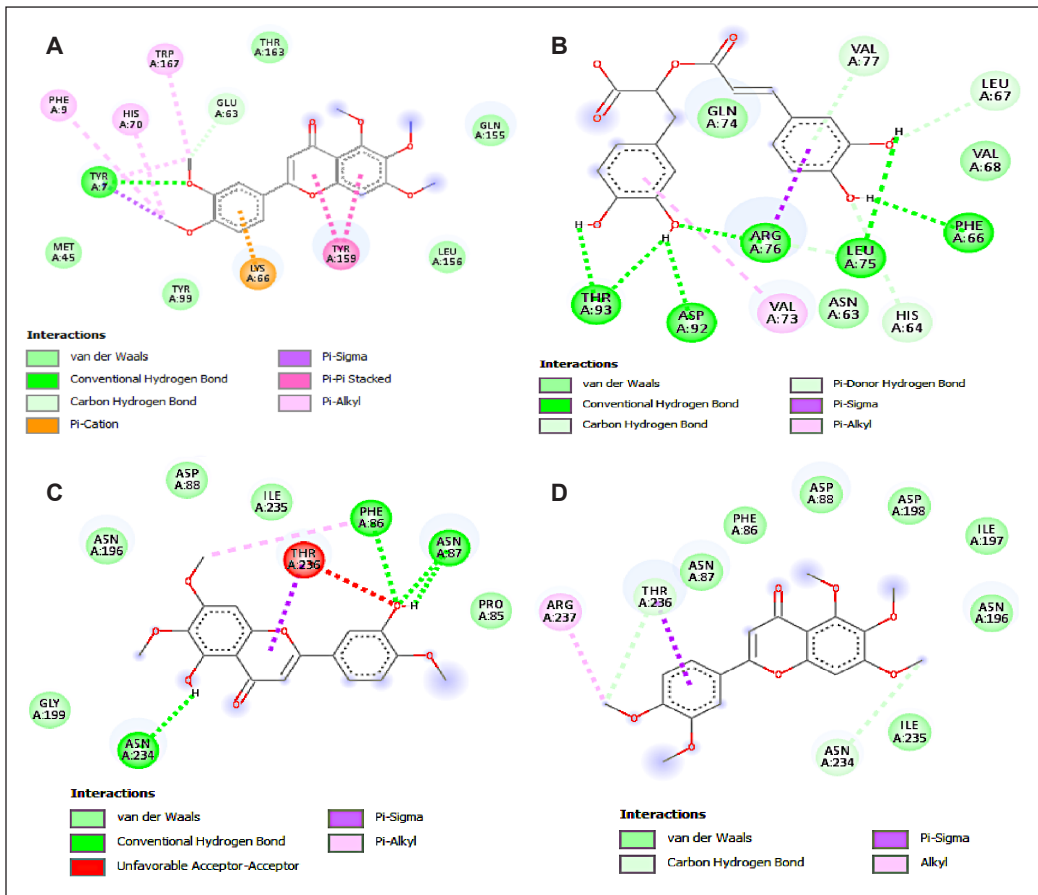 A
THR
A:163
TRP
A:167
PHE
A:9
HIS
A:70
GLU
A:63
GLN
A:155
TYR
A:7
MET
A:45
TYR
A:99
LYS
A:66
TYR
A:159
LEU
A:156
O
O
O
O
O
O
O
Interactions
van der Waals
Conventional Hydrogen Bond
Carbon Hydrogen Bond
Pi-Cation
Pi-Sigma
Pi-Pi Stacked
Pi-Alkyl
B
VAL
A:77
LEU
A:67
GLN
A:74
VAL
A:68
ARG
A:76
LEU
A:75
PHE
A:66
THR
A:93
ASP
A:92
VAL
A:73
ASN
A:63
HIS
A:64
O
O
O
O
O
H
O
H
H
O
O
H
Interactions
van der Waals
Conventional Hydrogen Bond
Carbon Hydrogen Bond
Pi-Donor Hydrogen Bond
Pi-Sigma
Pi-Alkyl
C
ASP
A:88
ILE
A:235
PHE
A:86
ASN
A:87
ASN
A:196
THR
A:236
PRO
A:85
GLY
A:199
ASN
A:234
O
O
O
O
H
O
O
H
O
Interactions
van der Waals
Conventional Hydrogen Bond
Unfavorable Acceptor-Acceptor
Pi-Sigma
Pi-Alkyl
D
ASP
A:88
ASP
A:198
PHE
A:86
ILE
A:197
ASN
A:87
THR
A:236
ARG
A:237
ASN
A:196
ILE
A:235
ASN
A:234
O
O
O
O
O
O
O
Interactions
van der Waals
Carbon Hydrogen Bond
Pi-Sigma
Alkyl